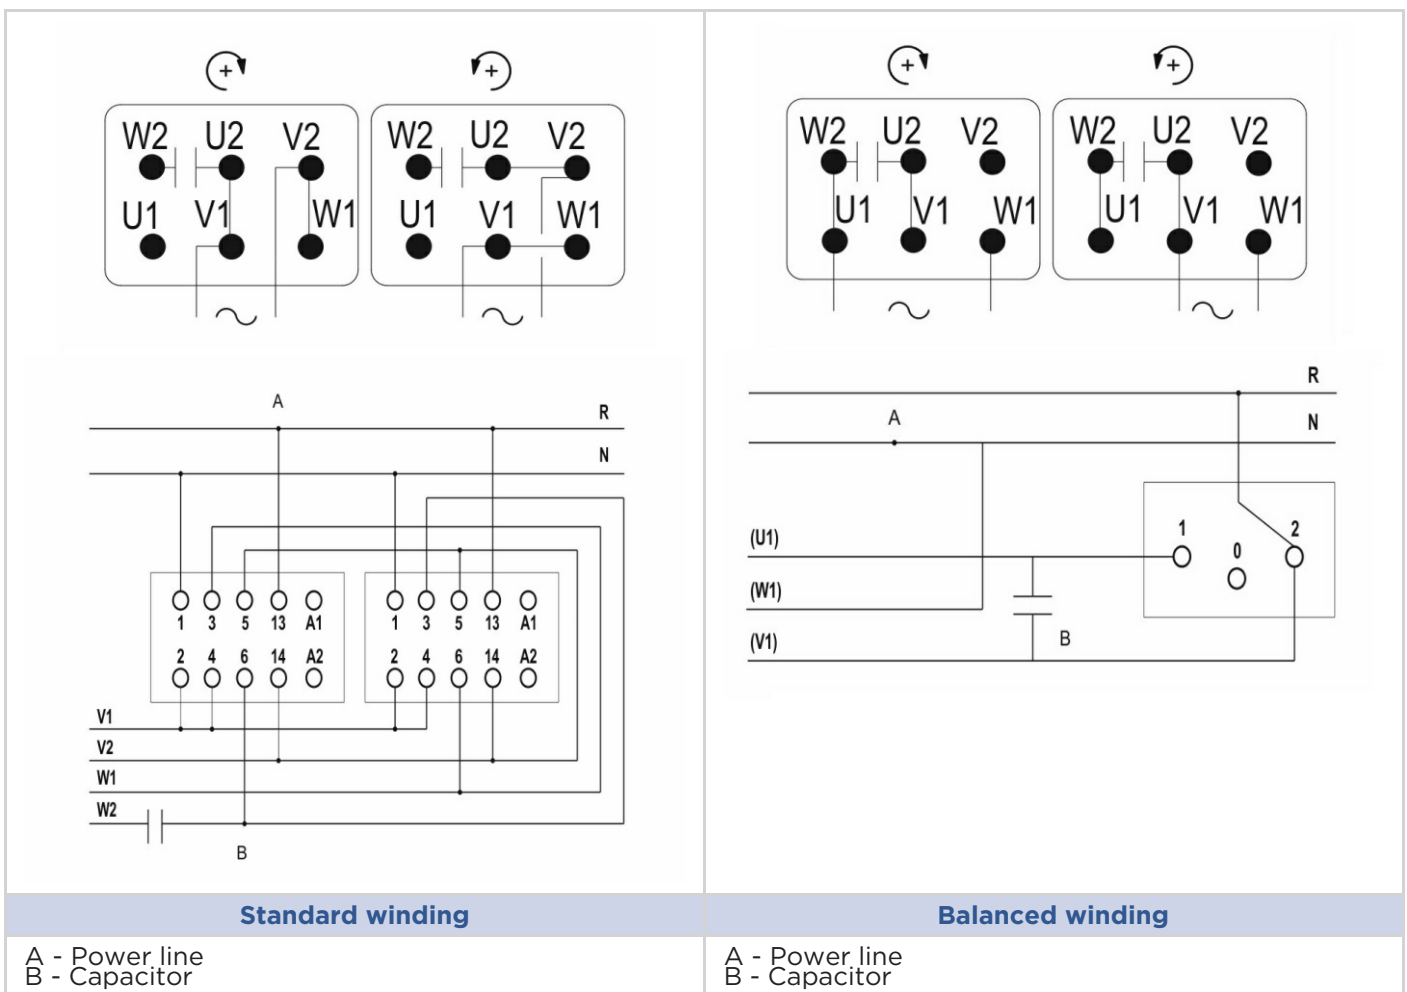 + + + +
W2 U2 V2 W2 U2 V2
U1 V1 W1 U1 V1 W1
W2 U2 V2 W2 U2 V2
U1 V1 W1 U1 V1 W1
A
R
N
1 3 5 13 A1 1 3 5 13 A1
2 4 6 14 A2 2 4 6 14 A2
V1
V2
W1
W2
B
R
A
N
(U1)
1 0 2
(W1)
(V1)
B
Standard winding
Balanced winding
A - Power line
B - Capacitor
A - Power line
B - Capacitor